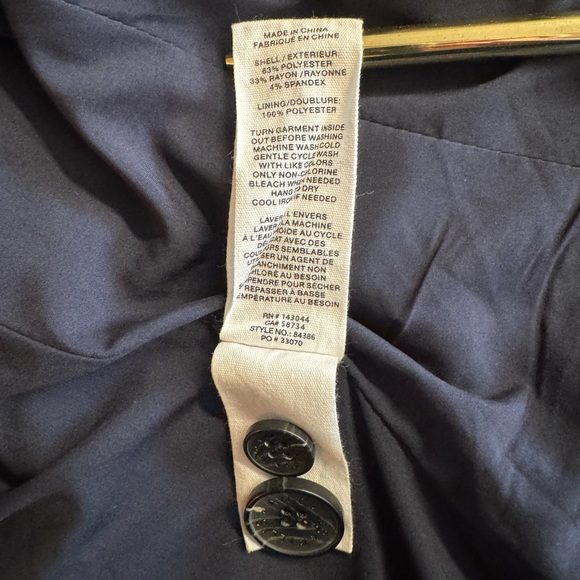 MADE IN CHINA
FABRIQUÉ EN CHINE
SHELL / EXTERIEUR:
63% POLYESTER
33% RAYON / RAYONNE
4% SPANDEX
LINING/DOUBLURE:
100% POLYESTER
TURN GARMENT INSIDE
OUT BEFORE WASHING
MACHINE WASH COLD
GENTLE CYCLE WASH
WITH LIKE COLORS
ONLY NON-CLORINE
BLEACH WHEN NEEDED
HANG TO DRY
COOL IRON IF NEEDED
LAVER L'ENVERS
LAVER LA MACHINE
À L'EAU FROIDE AU CYCLE
DÉLICAT AVEC DES
COULEURS SEMBLABLES
UTILISER UN AGENT DE
BLANCHIMENT NON
CHLORÉ AU BESOIN
SUSPENDRE POUR SÉCHER
REPASSER À BASSE
TEMPÉRATURE AU BESOIN
RN# 143044
CA# 58734
STYLE NO.: 84386
PO # 33070